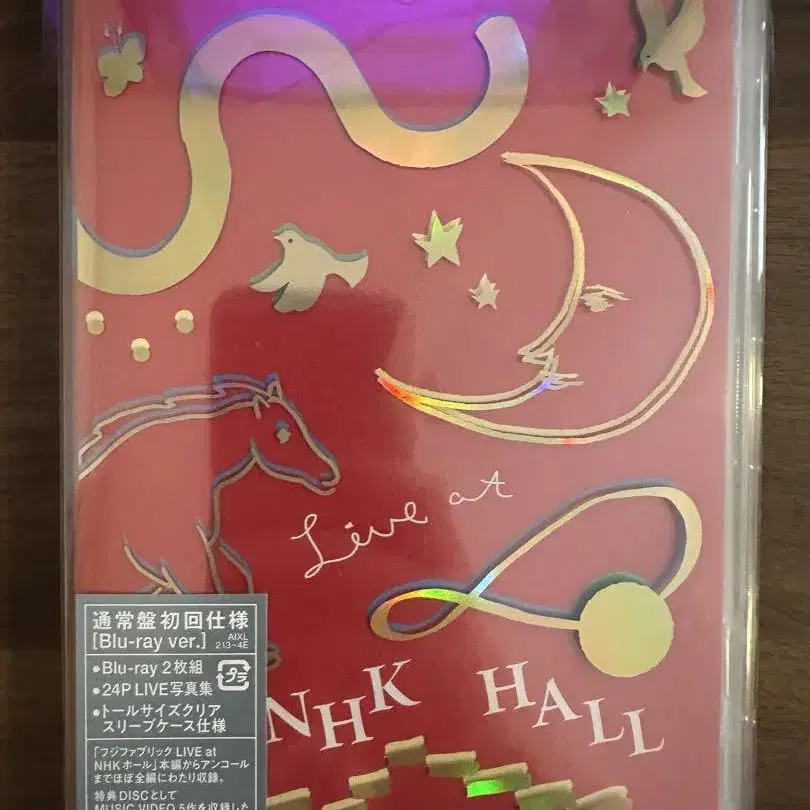 Live at
NHK HALL
通常盤初回仕様
[Blu-ray ver.] AIXL
213~4E
●Blu-ray 2枚組
●24P LIVE写真集
●トールサイズクリア
スリーブケース仕様
プラ
「フジファブリック LIVE at
NHKホール」本編からアンコール
までほぼ全編にわたり収録。
特典DISCとして
MUSIC VIDEO 5作を収録した